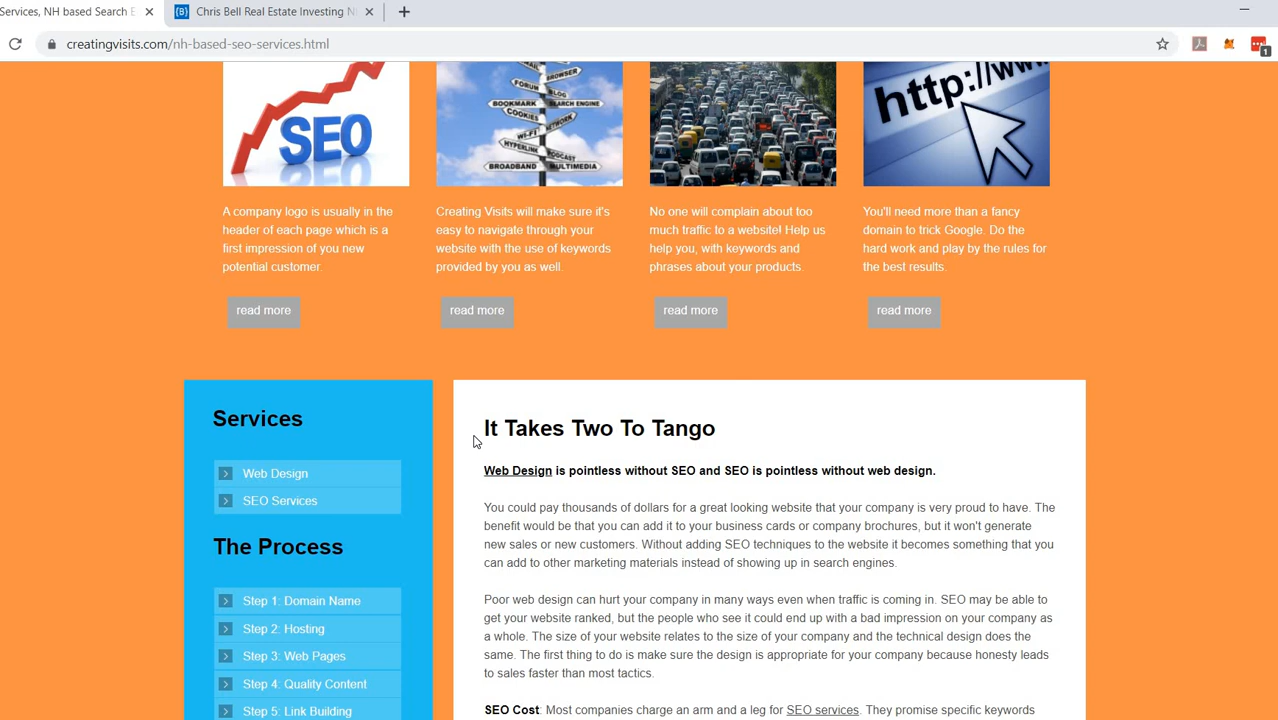 Services, NH based Search E
Chris Bell Real Estate Investing N
creatingvisits.com/nh-based-seo-services.html
1
SEO
BROWSER
FORUM BLOG
BOOKMARK SEARCH ENGINE
COOKIES
WI-FI NETWORK
HYPERLINK PODCAST
BROADBAND MULTIMEDIA
http://www.
A company logo is usually in the
header of each page which is a
first impression of you new
potential customer.
read more
Creating Visits will make sure it's
easy to navigate through your
website with the use of keywords
provided by you as well.
read more
No one will complain about too
much traffic to a website! Help us
help you, with keywords and
phrases about your products.
read more
You'll need more than a fancy
domain to trick Google. Do the
hard work and play by the rules for
the best results.
read more
Services
Web Design
SEO Services
The Process
Step 1: Domain Name
Step 2: Hosting
Step 3: Web Pages
Step 4: Quality Content
Step 5: Link Building
It Takes Two To Tango
Web Design is pointless without SEO and SEO is pointless without web design.
You could pay thousands of dollars for a great looking website that your company is very proud to have. The
benefit would be that you can add it to your business cards or company brochures, but it won't generate
new sales or new customers. Without adding SEO techniques to the website it becomes something that you
can add to other marketing materials instead of showing up in search engines.
Poor web design can hurt your company in many ways even when traffic is coming in. SEO may be able to
get your website ranked, but the people who see it could end up with a bad impression on your company as
a whole. The size of your website relates to the size of your company and the technical design does the
same. The first thing to do is make sure the design is appropriate for your company because honesty leads
to sales faster than most tactics.
SEO Cost: Most companies charge an arm and a leg for SEO services. They promise specific keywords